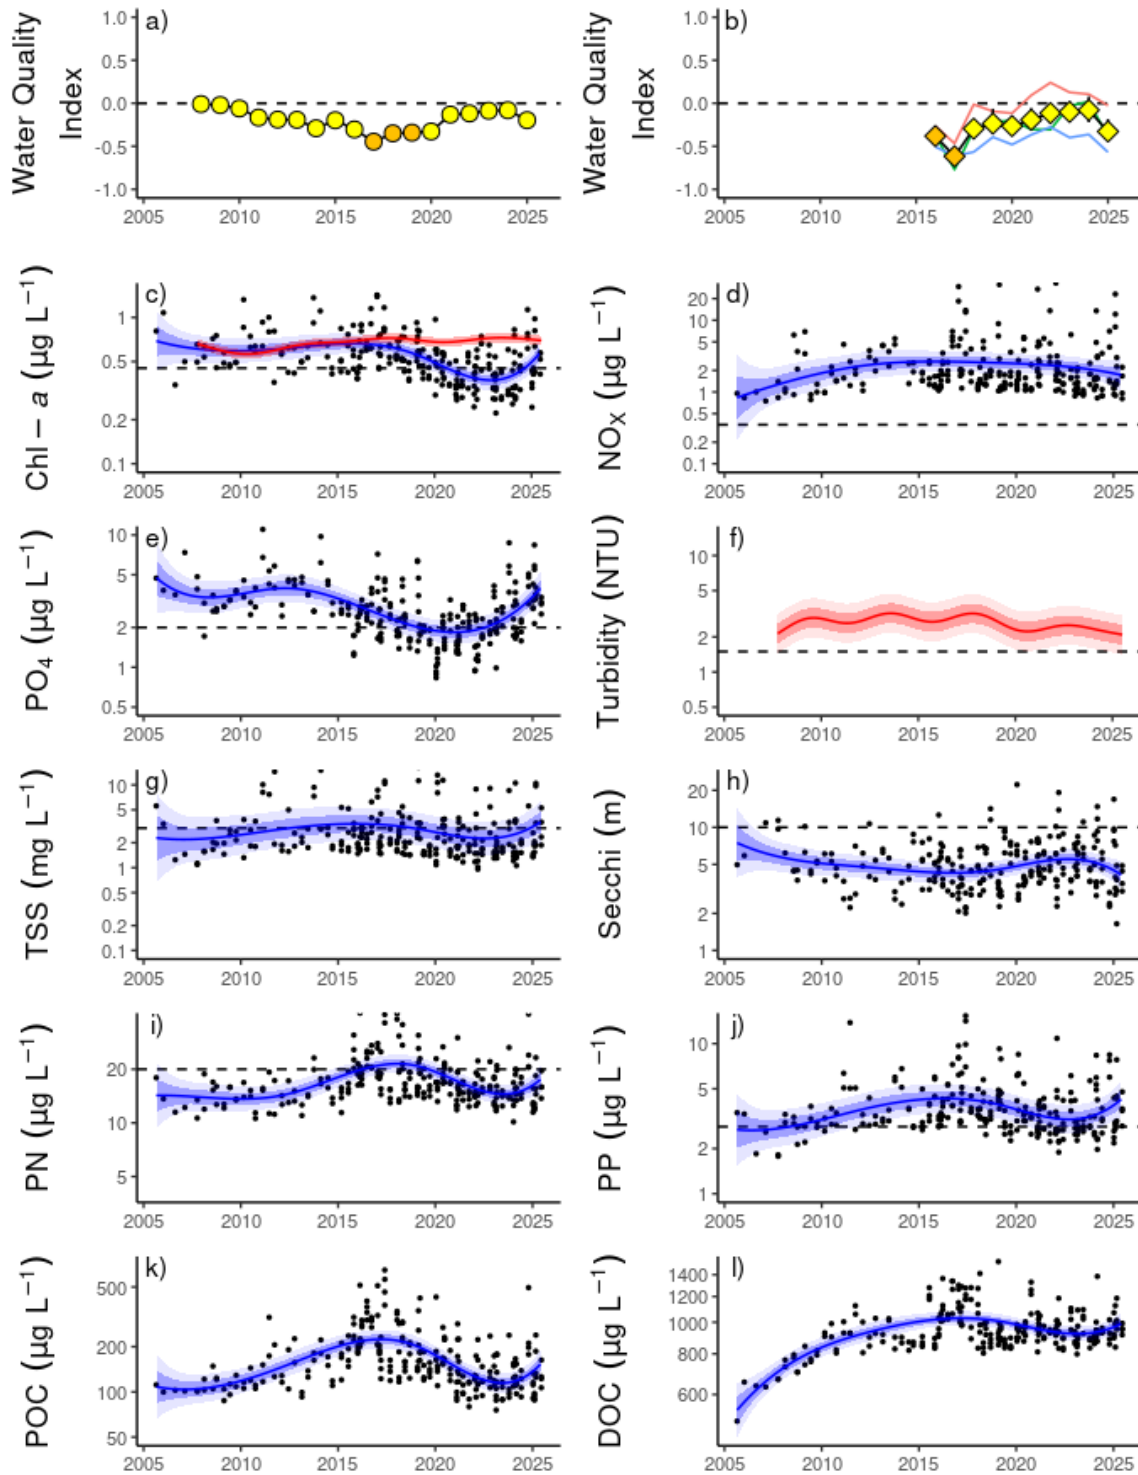 a)
Water Quality
Index
1.0
0.5
0.0
-0.5
-1.0
2005 2010 2015 2020 2025
b)
Water Quality
Index
1.0
0.5
0.0
-0.5
-1.0
2005 2010 2015 2020 2025
c)
Chl − a (µg L⁻¹)
1
0.5
0.2
0.1
2005 2010 2015 2020 2025
d)
NOₓ (µg L⁻¹)
20
10
5
2
1
0.5
0.2
0.1
2005 2010 2015 2020 2025
e)
PO₄ (µg L⁻¹)
10
5
2
1
0.5
2005 2010 2015 2020 2025
f)
Turbidity (NTU)
10
5
2
1
0.5
2005 2010 2015 2020 2025
g)
TSS (mg L⁻¹)
10
5
2
1
0.5
0.2
0.1
2005 2010 2015 2020 2025
h)
Secchi (m)
20
10
5
2
1
2005 2010 2015 2020 2025
i)
PN (µg L⁻¹)
20
10
5
2005 2010 2015 2020 2025
j)
PP (µg L⁻¹)
10
5
2
1
2005 2010 2015 2020 2025
k)
POC (µg L⁻¹)
500
200
100
50
2005 2010 2015 2020 2025
l)
DOC (µg L⁻¹)
1400
1200
1000
800
600
2005 2010 2015 2020 2025